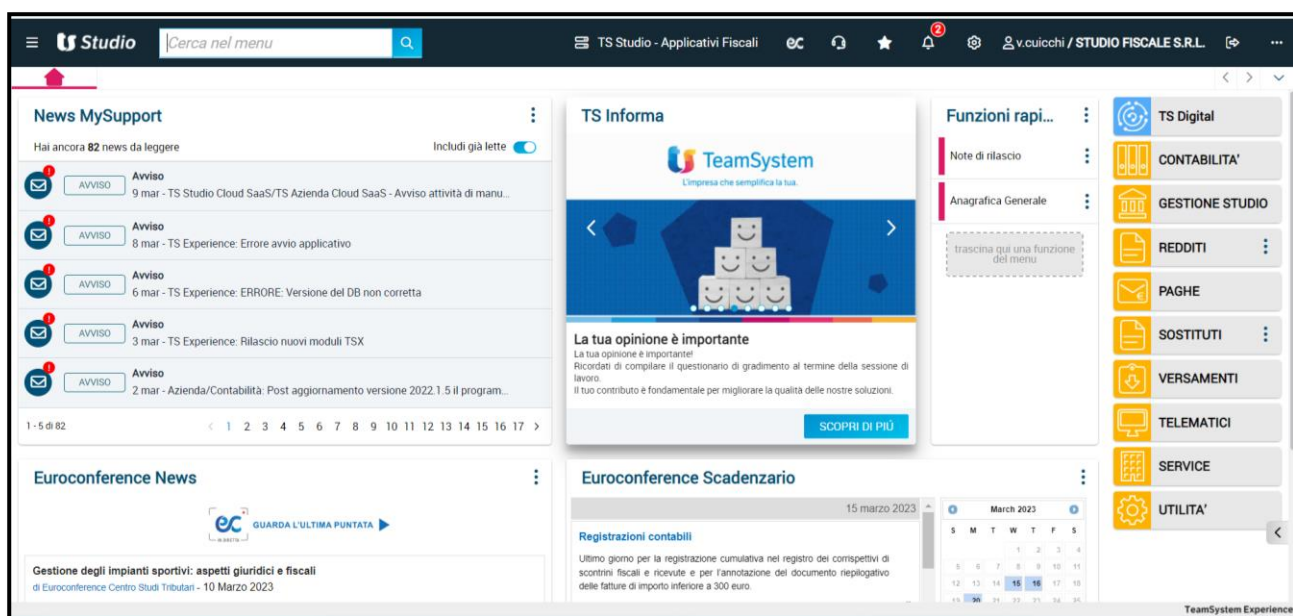 Studio
Cerca nel menu
TS Studio - Applicativi Fiscali
ec
2
v.cuicchi / STUDIO FISCALE S.R.L.
News MySupport
Hai ancora 82 news da leggere
Includi già lette
AVVISO
Avviso
9 mar - TS Studio Cloud SaaS/TS Azienda Cloud SaaS - Avviso attività di manu...
AVVISO
Avviso
8 mar - TS Experience: Errore avvio applicativo
AVVISO
Avviso
6 mar - TS Experience: ERRORE: Versione del DB non corretta
AVVISO
Avviso
3 mar - TS Experience: Rilascio nuovi moduli TSX
AVVISO
Avviso
2 mar - Azienda/Contabilità: Post aggiornamento versione 2022.1.5 il program...
1 - 5 di 82
1 2 3 4 5 6 7 8 9 10 11 12 13 14 15 16 17
TS Informa
TeamSystem
L'impresa che semplifica la tua.
La tua opinione è importante
La tua opinione è importante!
Ricordati di compilare il questionario di gradimento al termine della sessione di
lavoro.
Il tuo contributo è fondamentale per migliorare la qualità delle nostre soluzioni.
SCOPRI DI PIÚ
Funzioni rapi...
Note di rilascio
Anagrafica Generale
trascina qui una funzione
del menu
TS Digital
CONTABILITA'
GESTIONE STUDIO
REDDITI
PAGHE
SOSTITUTI
VERSAMENTI
TELEMATICI
SERVICE
UTILITA'
Euroconference News
ec
IN DIRETTA
GUARDA L'ULTIMA PUNTATA
Gestione degli impianti sportivi: aspetti giuridici e fiscali
di Euroconference Centro Studi Tributari - 10 Marzo 2023
Euroconference Scadenzario
15 marzo 2023
Registrazioni contabili
Ultimo giorno per la registrazione cumulativa nel registro dei corrispettivi di
scontrini fiscali e ricevute e per l'annotazione del documento riepilogativo
delle fatture di importo inferiore a 300 euro.
March 2023
S M T W T F S
1 2 3 4
5 6 7 8 9 10 11
12 13 14 15 16 17 18
19 20 21 22 23 24 25
TeamSystem Experience